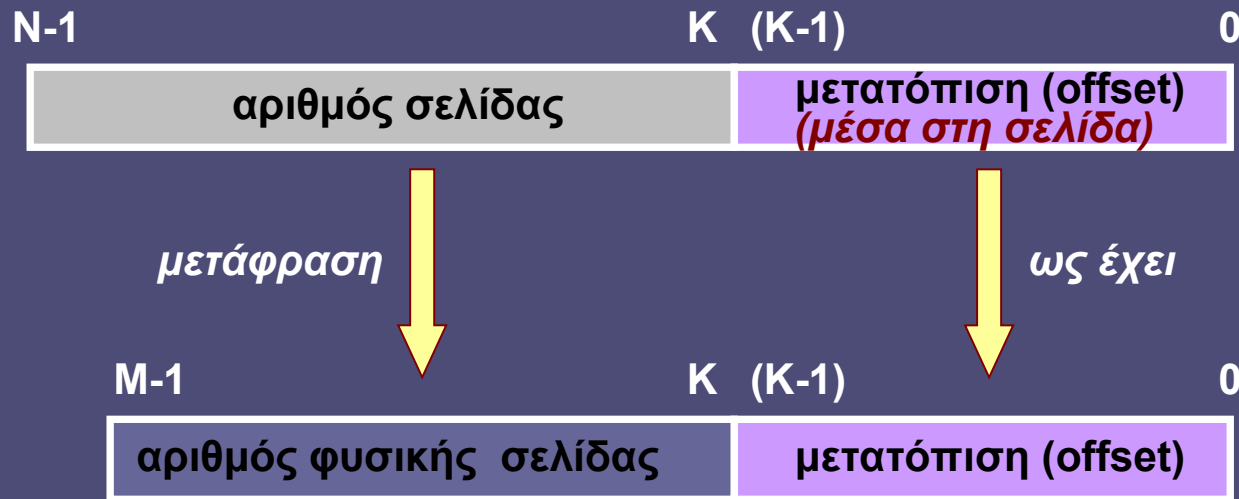 N-1 K (K-1) 0
αριθμός σελίδας μετατόπιση (offset)
(μέσα στη σελίδα)
μετάφραση ως έχει
M-1 K (K-1) 0
αριθμός φυσικής σελίδας μετατόπιση (offset)